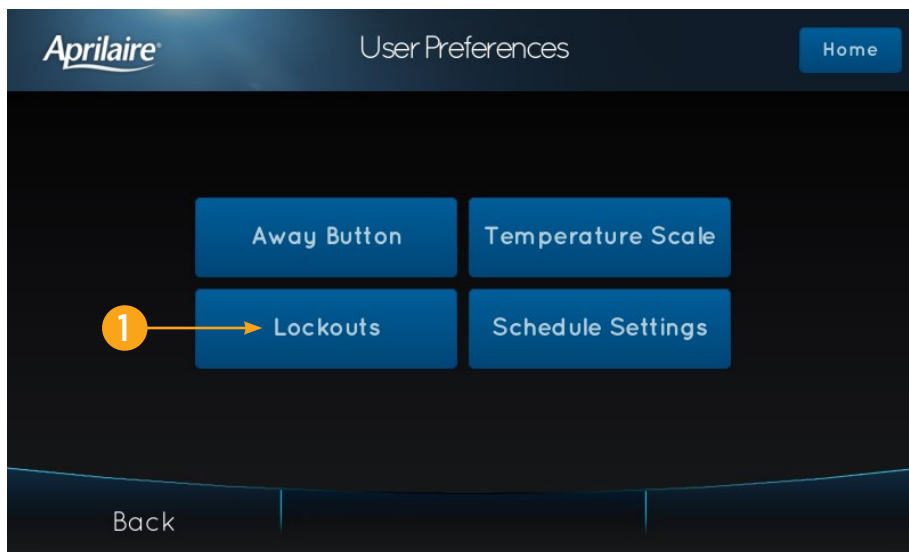 Aprilaire®
User Preferences
Home
Away Button
Temperature Scale
1
Lockouts
Schedule Settings
Back